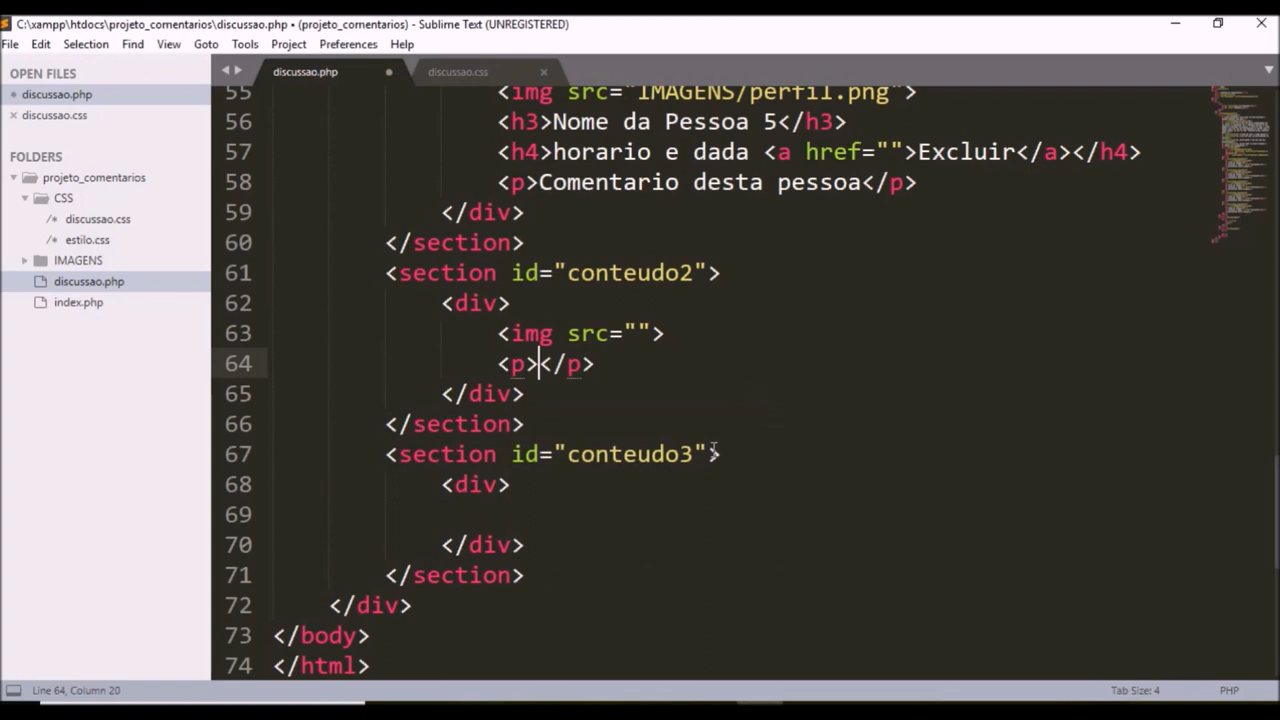 C:\xampp\htdocs\projeto_comentarios\discussao.php • (projeto_comentarios) - Sublime Text (UNREGISTERED)
File Edit Selection Find View Goto Tools Project Preferences Help
OPEN FILES
discussao.php
discussao.css
FOLDERS
projeto_comentarios
CSS
/* discussao.css
/* estilo.css
IMAGENS
discussao.php
index.php
discussao.php discussao.css
55 <img src="IMAGENS/perfil.png">
56 <h3>Nome da Pessoa 5</h3>
57 <h4>horario e dada <a href="">Excluir</a></h4>
58 <p>Comentario desta pessoa</p>
59 </div>
60 </section>
61 <section id="conteudo2">
62 <div>
63 <img src="">
64 <p></p>
65 </div>
66 </section>
67 <section id="conteudo3">
68 <div>
69
70 </div>
71 </section>
72 </div>
73 </body>
74 </html>
Line 64, Column 20 Tab Size: 4 PHP